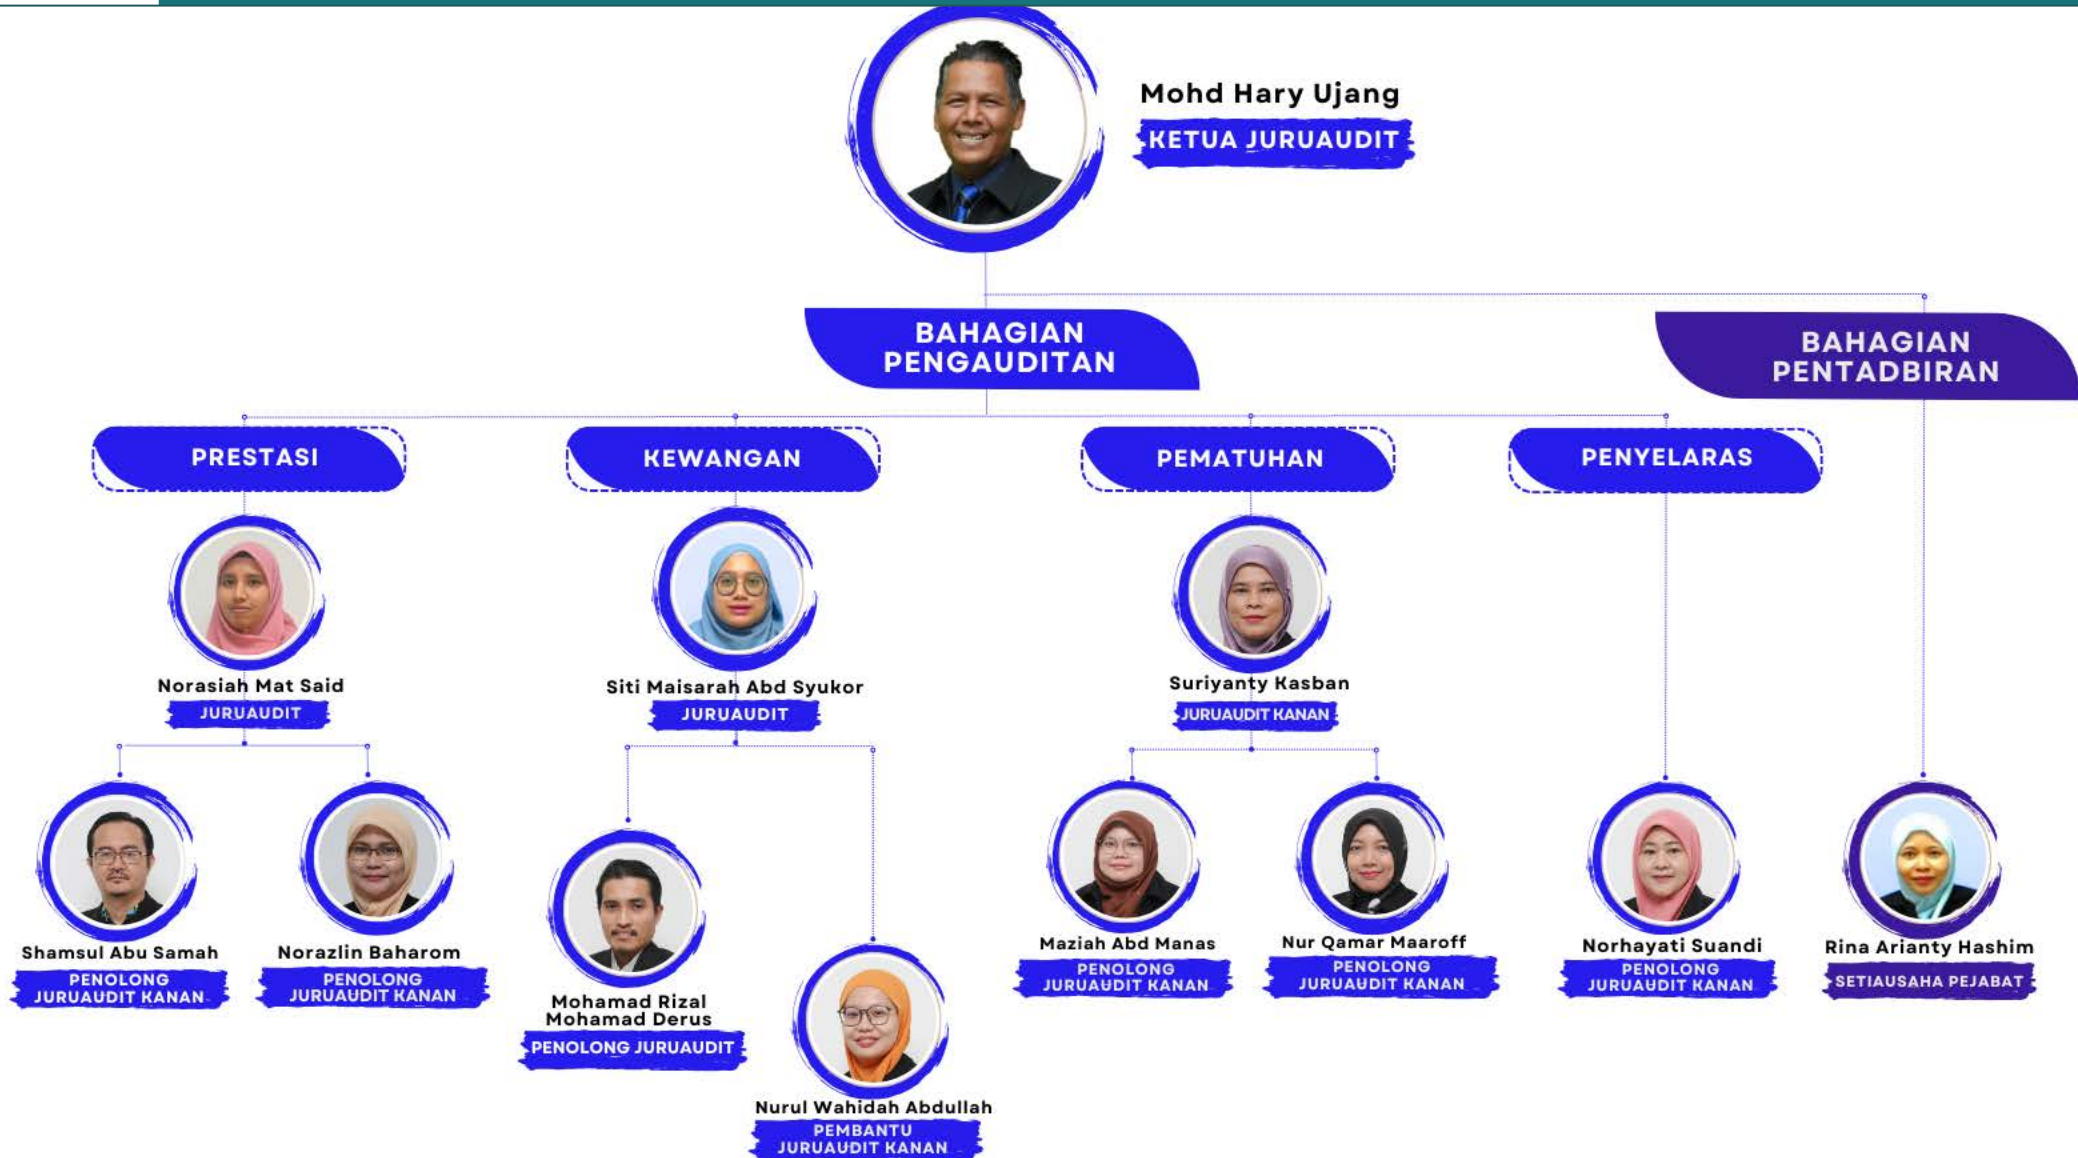 Mohd Hary Ujang
KETUA JURUAUDIT
BAHAGIAN
PENGAUDITAN
BAHAGIAN
PENTADBIRAN
PRESTASI
KEWANGAN
PEMATUHAN
PENYELARAS
Norasiah Mat Said
JURUAUDIT
Siti Maisarah Abd Syukor
JURUAUDIT
Suriyanty Kasban
JURUAUDIT KANAN
Shamsul Abu Samah
PENOLONG
JURUAUDIT KANAN
Norazlin Baharom
PENOLONG
JURUAUDIT KANAN
Mohamad Rizal
Mohamad Derus
PENOLONG JURUAUDIT
Nurul Wahidah Abdullah
PEMBANTU
JURUAUDIT KANAN
Maziah Abd Manas
PENOLONG
JURUAUDIT KANAN
Nur Qamar Maaroff
PENOLONG
JURUAUDIT KANAN
Norhayati Suandi
PENOLONG
JURUAUDIT KANAN
Rina Arianty Hashim
SETIAUSAHA PEJABAT